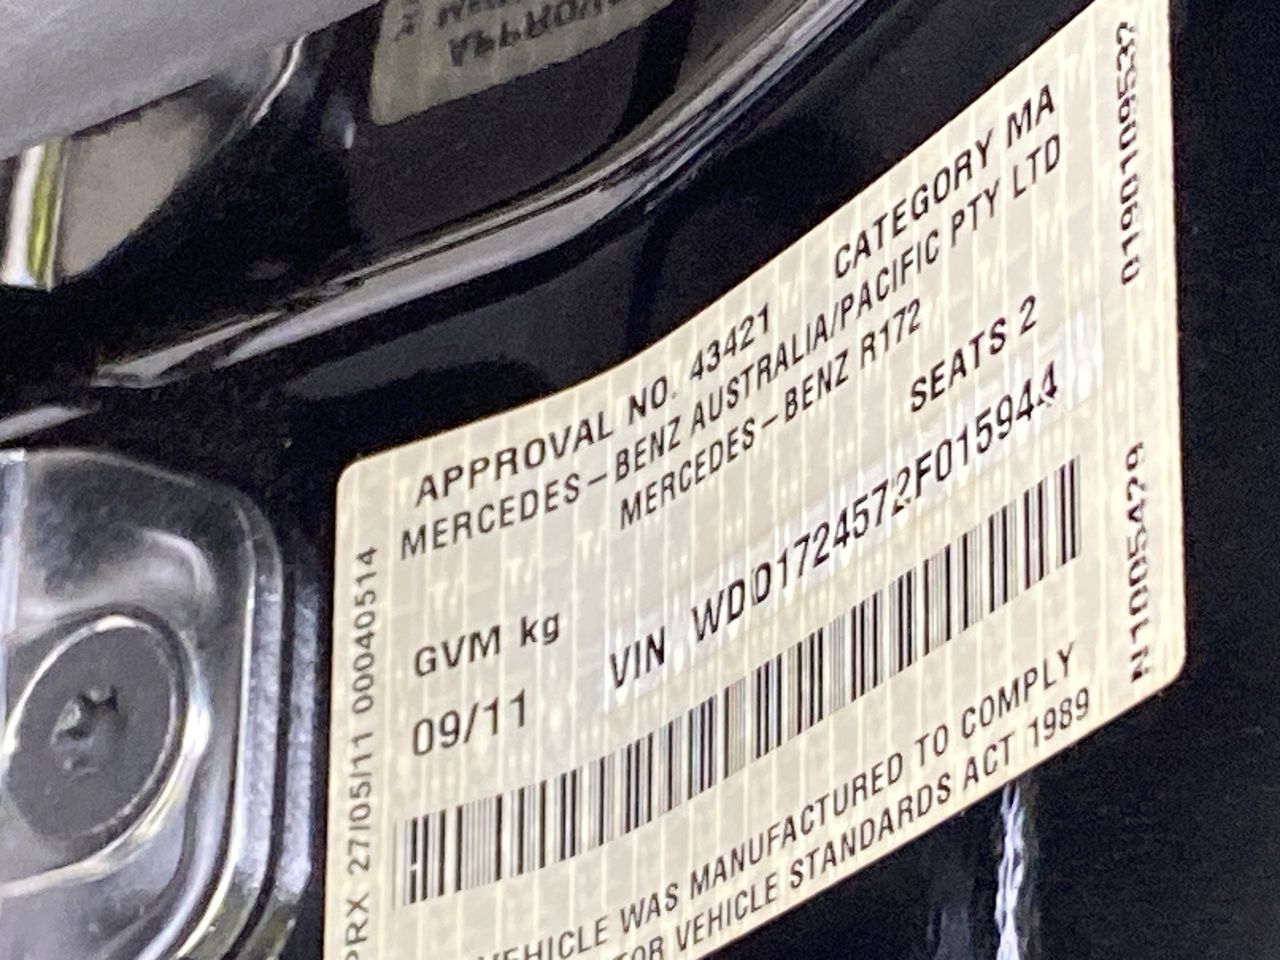 APPROVAL NO. 43421 CATEGORY MA
MERCEDES-BENZ AUSTRALIA/PACIFIC PTY LTD
MERCEDES-BENZ R172
SEATS 2
GVM kg
VIN WDD1724572F015944
09/11
VEHICLE WAS MANUFACTURED TO COMPLY
VEHICLE STANDARDS ACT 1989
PRX 27/05/11 00040514
N1005429
0190109532